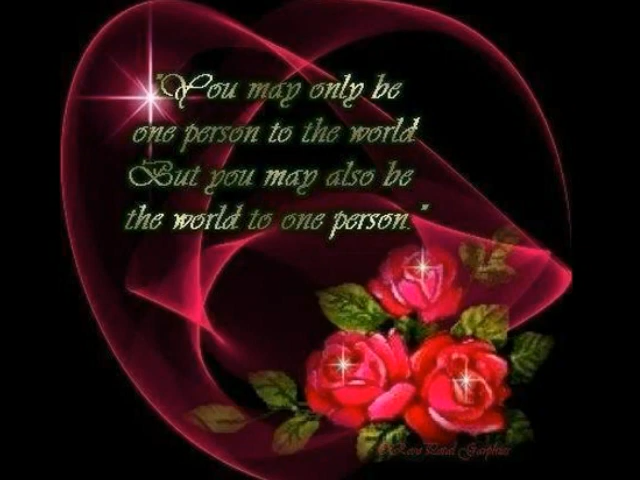 "You may only be
one person to the world
But you may also be
the world to one person."